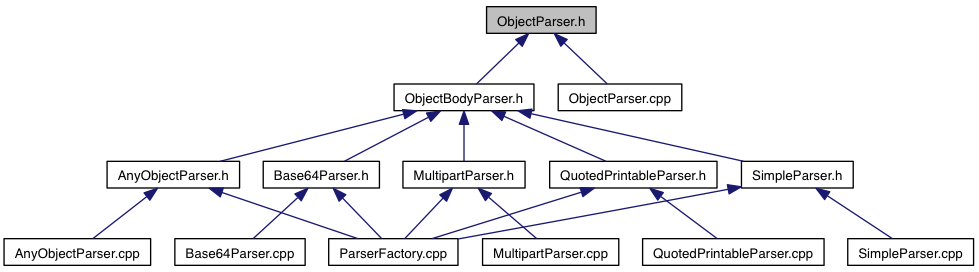 ObjectParser.h
ObjectBodyParser.h
ObjectParser.cpp
AnyObjectParser.h
Base64Parser.h
MultipartParser.h
QuotedPrintableParser.h
SimpleParser.h
AnyObjectParser.cpp
Base64Parser.cpp
ParserFactory.cpp
MultipartParser.cpp
QuotedPrintableParser.cpp
SimpleParser.cpp